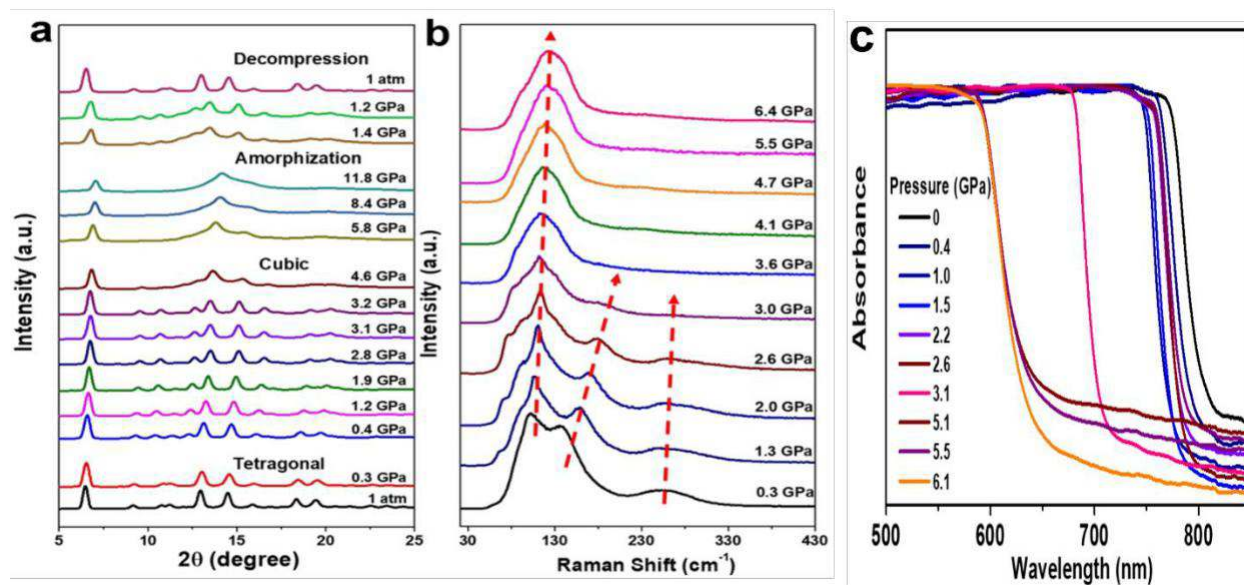 a
Decompression
1 atm
1.2 GPa
1.4 GPa
Amorphization
11.8 GPa
8.4 GPa
5.8 GPa
Cubic
4.6 GPa
3.2 GPa
3.1 GPa
2.8 GPa
1.9 GPa
1.2 GPa
0.4 GPa
Tetragonal
0.3 GPa
1 atm
Intensity (a.u.)
5 10 15 20 25
2θ (degree)
b
6.4 GPa
5.5 GPa
4.7 GPa
4.1 GPa
3.6 GPa
3.0 GPa
2.6 GPa
2.0 GPa
1.3 GPa
0.3 GPa
Intensity (a.u.)
30 130 230 330 430
Raman Shift (cm⁻¹)
c
Absorbance
Pressure (GPa)
0
0.4
1.0
1.5
2.2
2.6
3.1
5.1
5.5
6.1
500 600 700 800
Wavelength (nm)